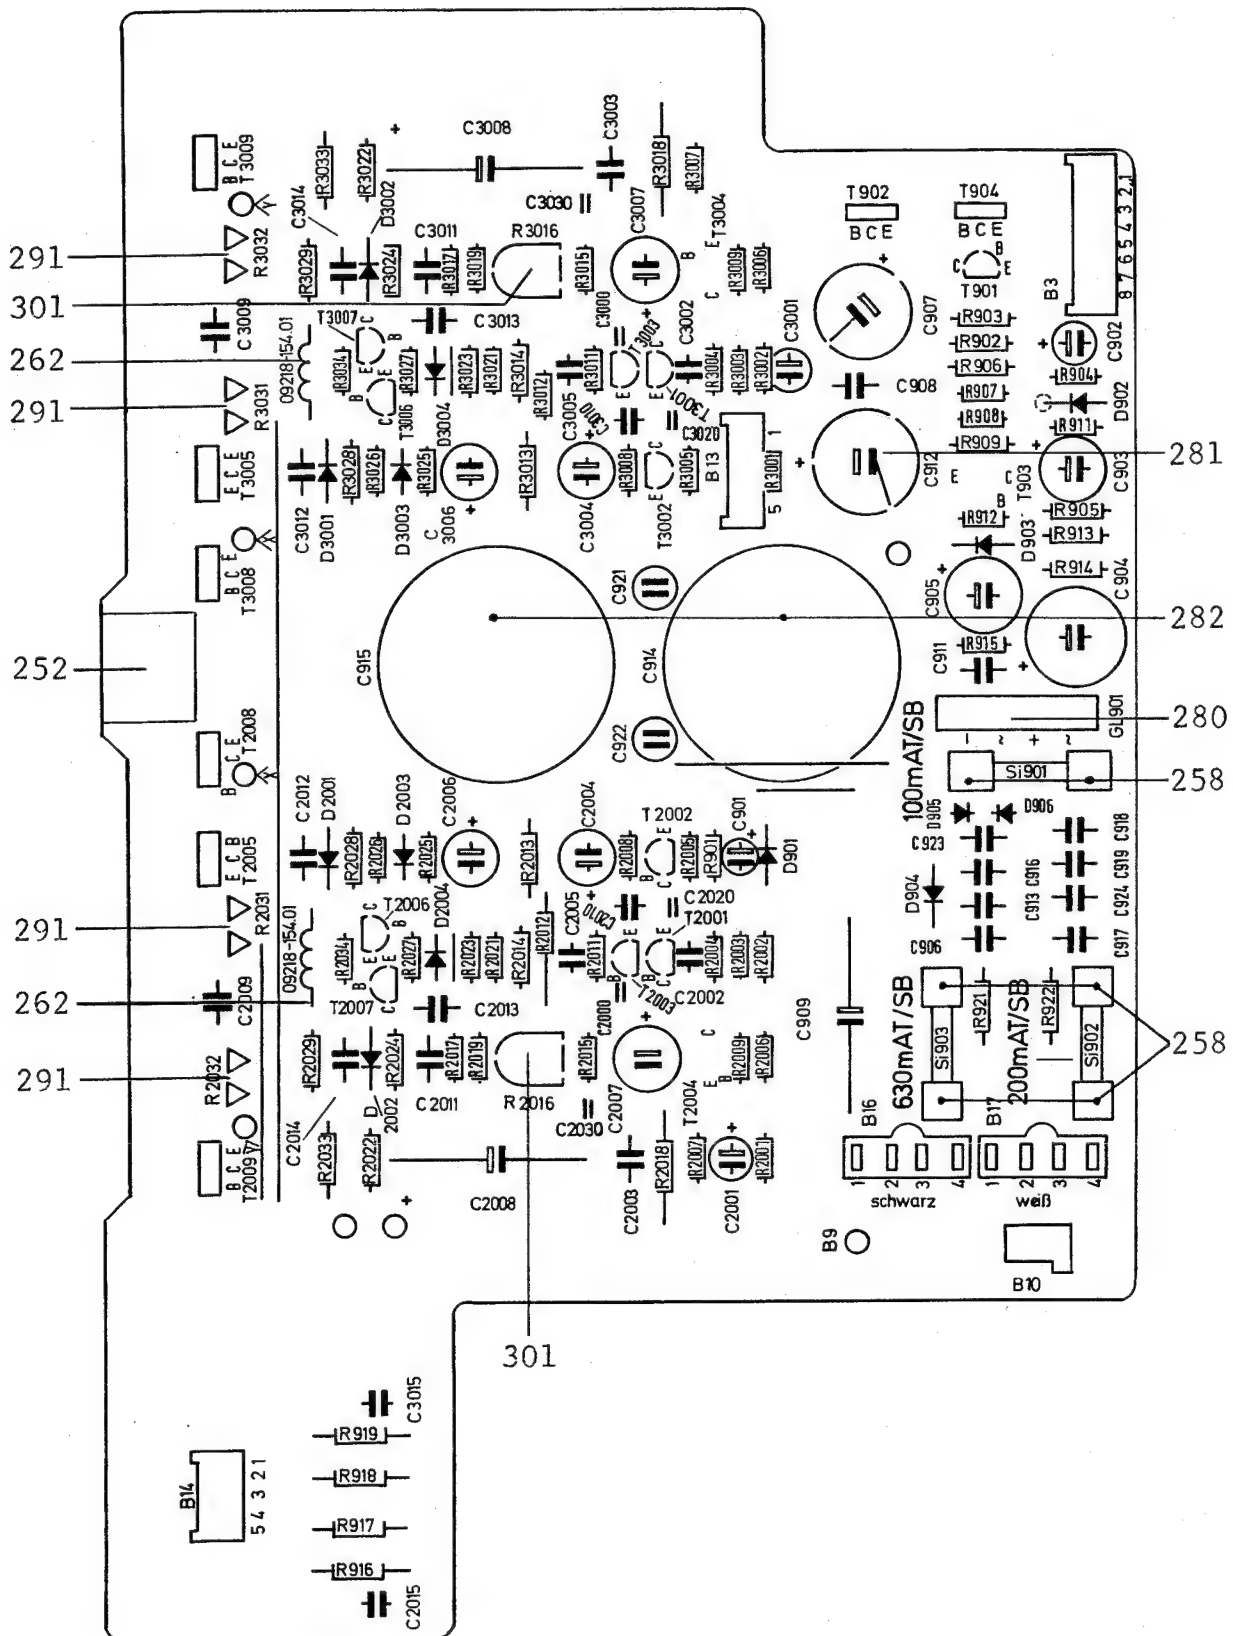 C3008
C3003
R3018
R3007
R3033
R3022
B C E
T3009
C3014
D3002
C3030
C3007
T3004
T902
B C E
T904
B C E
R3032
R3029
R3024
C3011
R3017
R3019
R3016
R3015
B
E
C
R3009
R3006
B
C
E
T901
8 7 6 5 4 3 2 1
B3
291
301
C3009
T3007
C
B
E
C3013
C3000
T3003
C3002
C3001
C907
R903
R902
R906
R907
R908
R909
C902
R904
D902
R911
262
09218-154.01
R3034
R3027
R3023
R3021
R3014
R3012
R3011
R3004
R3003
R3002
C908
291
R3031
T3006
D3004
C3005
C3010
T3001
C3020
B13
1
5
E C B
T3005
C3012
D3001
R3028
R3026
D3003
R3025
C
3006
R3013
C3004
R3008
T3002
R3005
R3001
C912
281
E
C
B
T903
C903
R905
R912
D903
R913
R914
C904
B C E
T3008
C921
C905
282
252
C915
C914
C911
R915
C922
GL901
280
- ~ + ~
100mAT/SB
Si901
258
B C E
T2008
C2012
D2001
D2003
C2006
C2004
T2002
C901
D901
D905
D906
C923
C918
E C B
T2005
R2028
R2026
R2025
R2013
R2008
R2005
R901
C916
C919
D904
C913
C924
R2031
291
T2006
D2004
C2005
C2010
C2020
T2001
C906
C917
09218-154.01
R2034
R2027
R2023
R2021
R2014
R2012
R2011
R2004
R2003
R2002
262
C2009
T2007
C2013
C2000
T2003
C2002
C909
630mAT/SB
Si903
R921
200mAT/SB
R922
Si902
258
R2032
291
R2029
R2024
R2017
R2019
R2016
R2015
R2009
R2006
C2014
D
2002
C2011
C2030
C2007
T2004
B16
B17
B C E
T2009
R2033
R2022
C2008
C2003
R2018
R2007
C2001
R2001
1 2 3 4
schwarz
1 2 3 4
weiß
B9
B10
301
C3015
R919
R918
R917
R916
C2015
B14
5 4 3 2 1